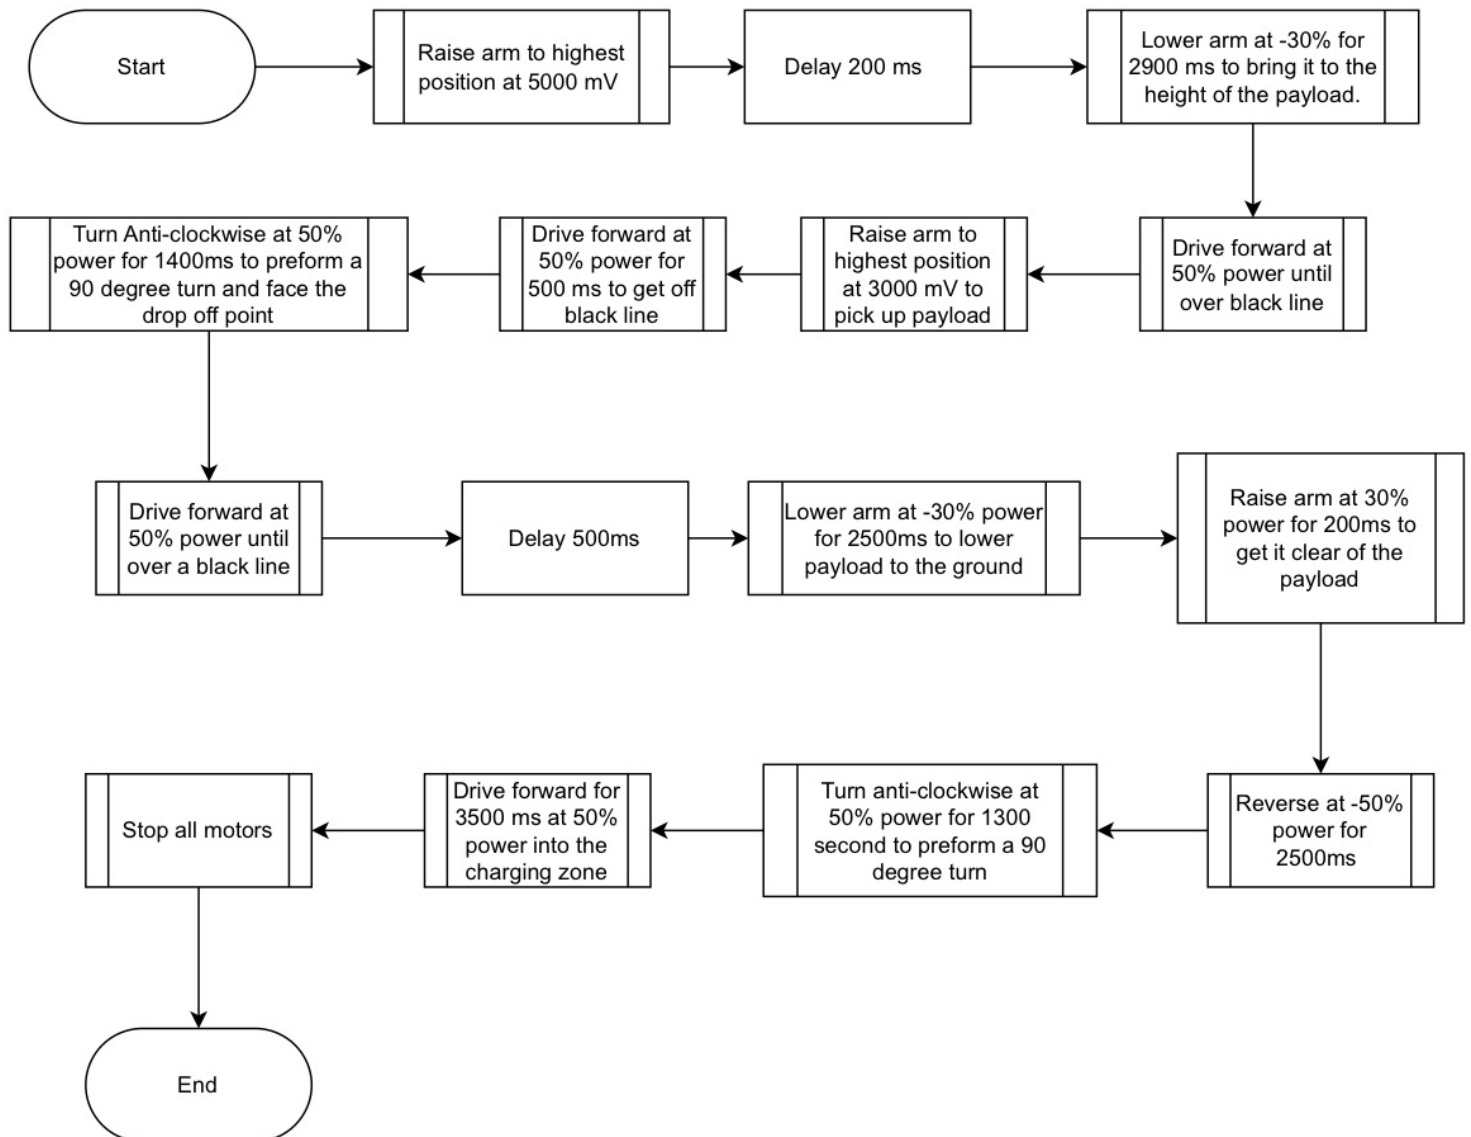 Start
Raise arm to highest
position at 5000 mV
Delay 200 ms
Lower arm at -30% for
2900 ms to bring it to the
height of the payload.
Drive forward at
50% power until
over black line
Raise arm to
highest position
at 3000 mV to
pick up payload
Drive forward at
50% power for
500 ms to get off
black line
Turn Anti-clockwise at 50%
power for 1400ms to preform a
90 degree turn and face the
drop off point
Drive forward at
50% power until
over a black line
Delay 500ms
Lower arm at -30% power
for 2500ms to lower
payload to the ground
Raise arm at 30%
power for 200ms to
get it clear of the
payload
Reverse at -50%
power for
2500ms
Turn anti-clockwise at
50% power for 1300
second to preform a 90
degree turn
Drive forward for
3500 ms at 50%
power into the
charging zone
Stop all motors
End